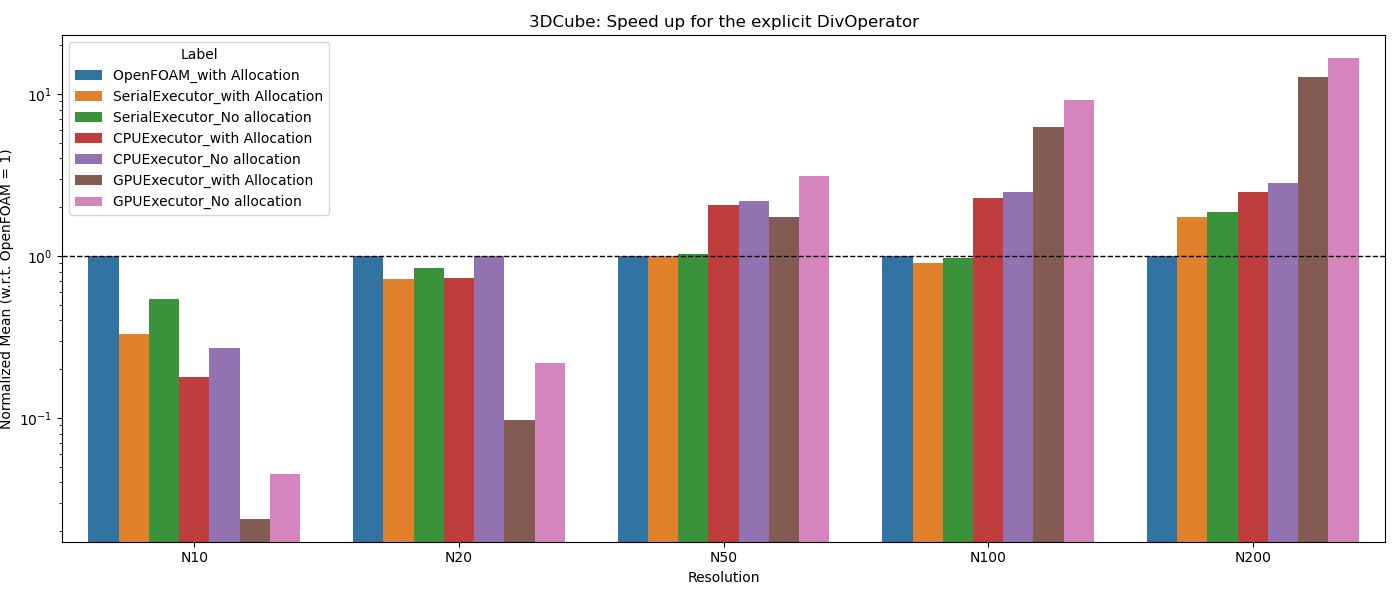 3DCube: Speed up for the explicit DivOperator
Normalized Mean (w.r.t. OpenFOAM = 1)
10¹
10⁰
10⁻¹
Label
OpenFOAM_with Allocation
SerialExecutor_with Allocation
SerialExecutor_No allocation
CPUExecutor_with Allocation
CPUExecutor_No allocation
GPUExecutor_with Allocation
GPUExecutor_No allocation
N10 N20 N50 N100 N200
Resolution